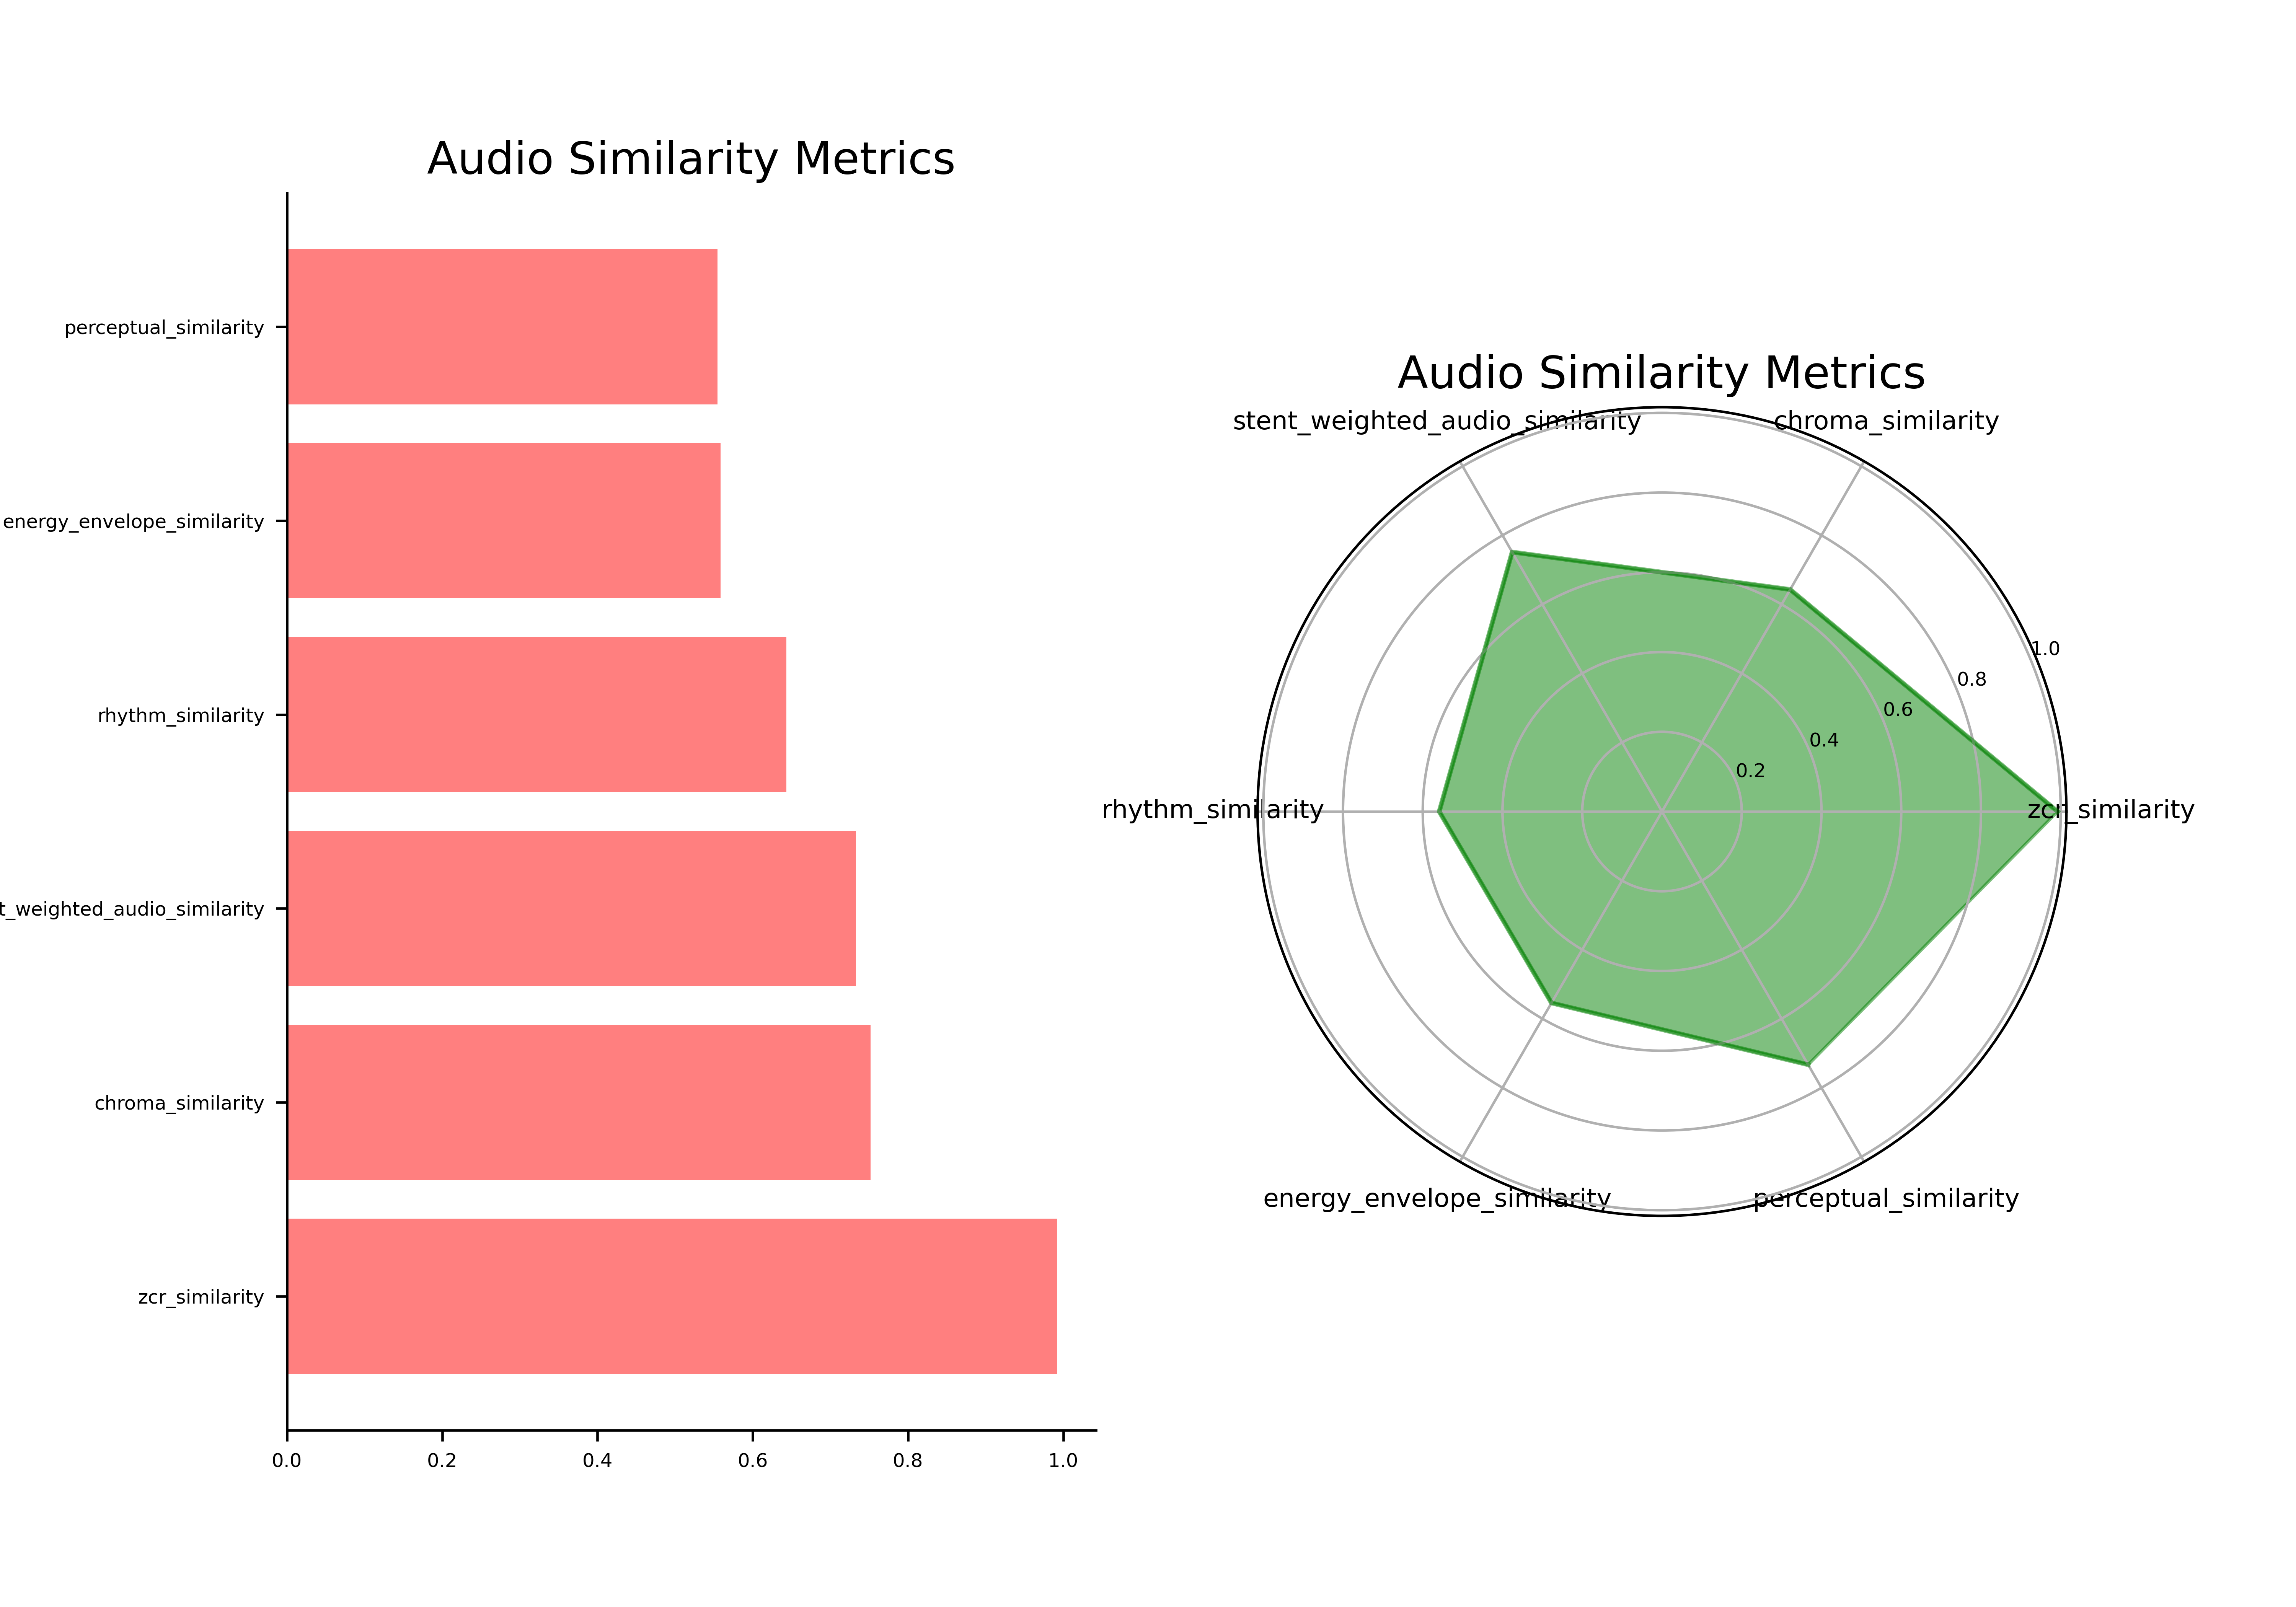 Audio Similarity Metrics
perceptual_similarity
energy_envelope_similarity
rhythm_similarity
t_weighted_audio_similarity
chroma_similarity
zcr_similarity
0.0 0.2 0.4 0.6 0.8 1.0
Audio Similarity Metrics
stent_weighted_audio_similarity chroma_similarity
1.0
0.8
0.6
0.4
0.2
rhythm_similarity zcr_similarity
energy_envelope_similarity perceptual_similarity